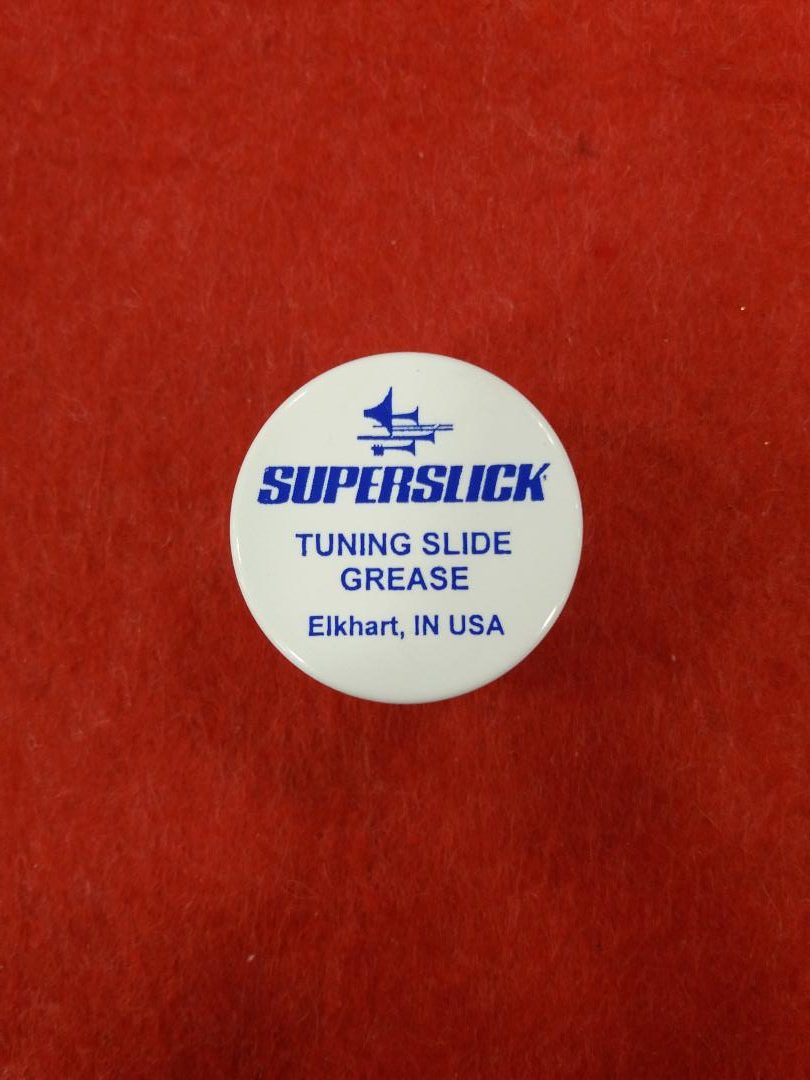 SUPERSLICK
TUNING SLIDE
GREASE
Elkhart, IN USA